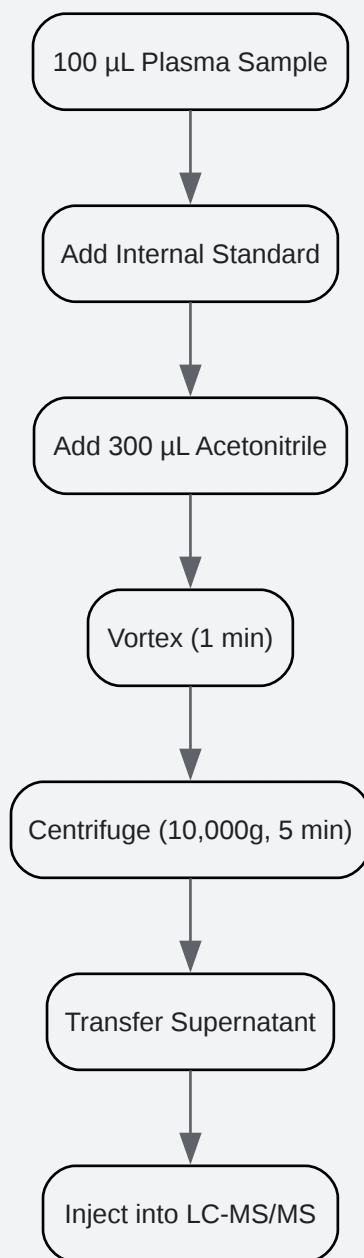 100 µL Plasma Sample
Add Internal Standard
Add 300 µL Acetonitrile
Vortex (1 min)
Centrifuge (10,000g, 5 min)
Transfer Supernatant
Inject into LC-MS/MS